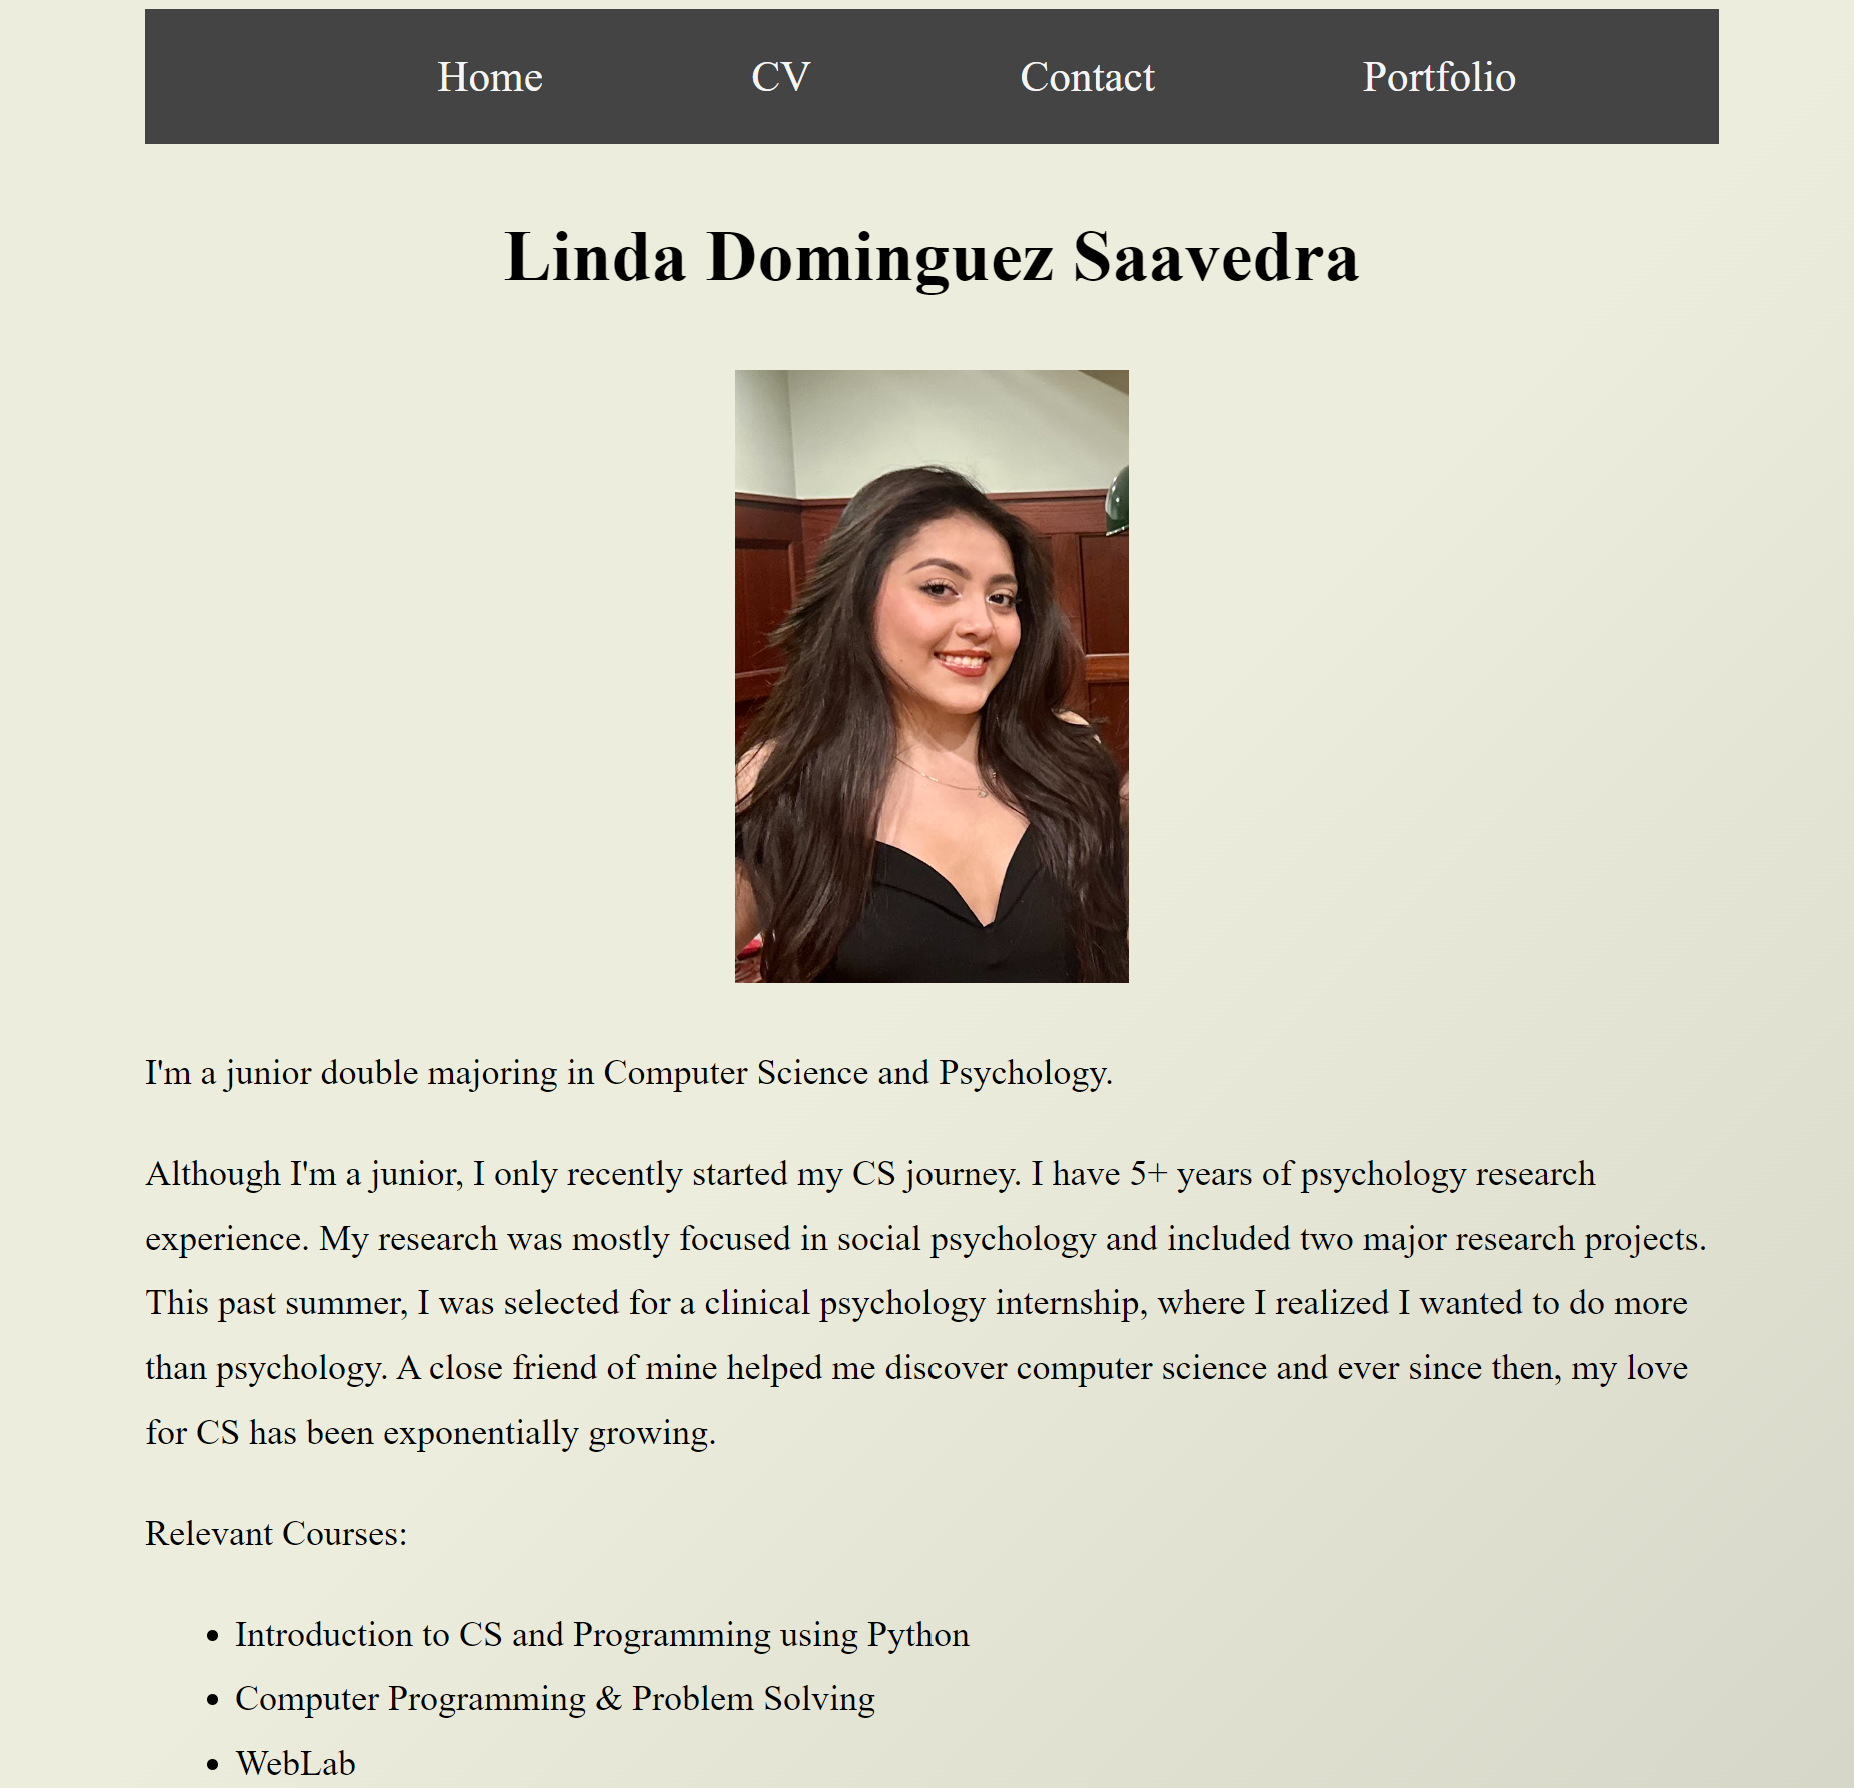 Home CV Contact Portfolio
Linda Dominguez Saavedra
I'm a junior double majoring in Computer Science and Psychology.
Although I'm a junior, I only recently started my CS journey. I have 5+ years of psychology research
experience. My research was mostly focused in social psychology and included two major research projects.
This past summer, I was selected for a clinical psychology internship, where I realized I wanted to do more
than psychology. A close friend of mine helped me discover computer science and ever since then, my love
for CS has been exponentially growing.
Relevant Courses:
• Introduction to CS and Programming using Python
• Computer Programming & Problem Solving
• WebLab